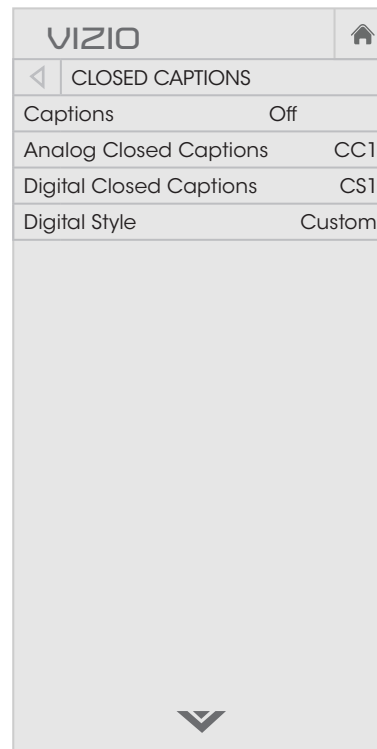 VIZIO
CLOSED CAPTIONS
Captions Off
Analog Closed Captions CC1
Digital Closed Captions CS1
Digital Style Custom